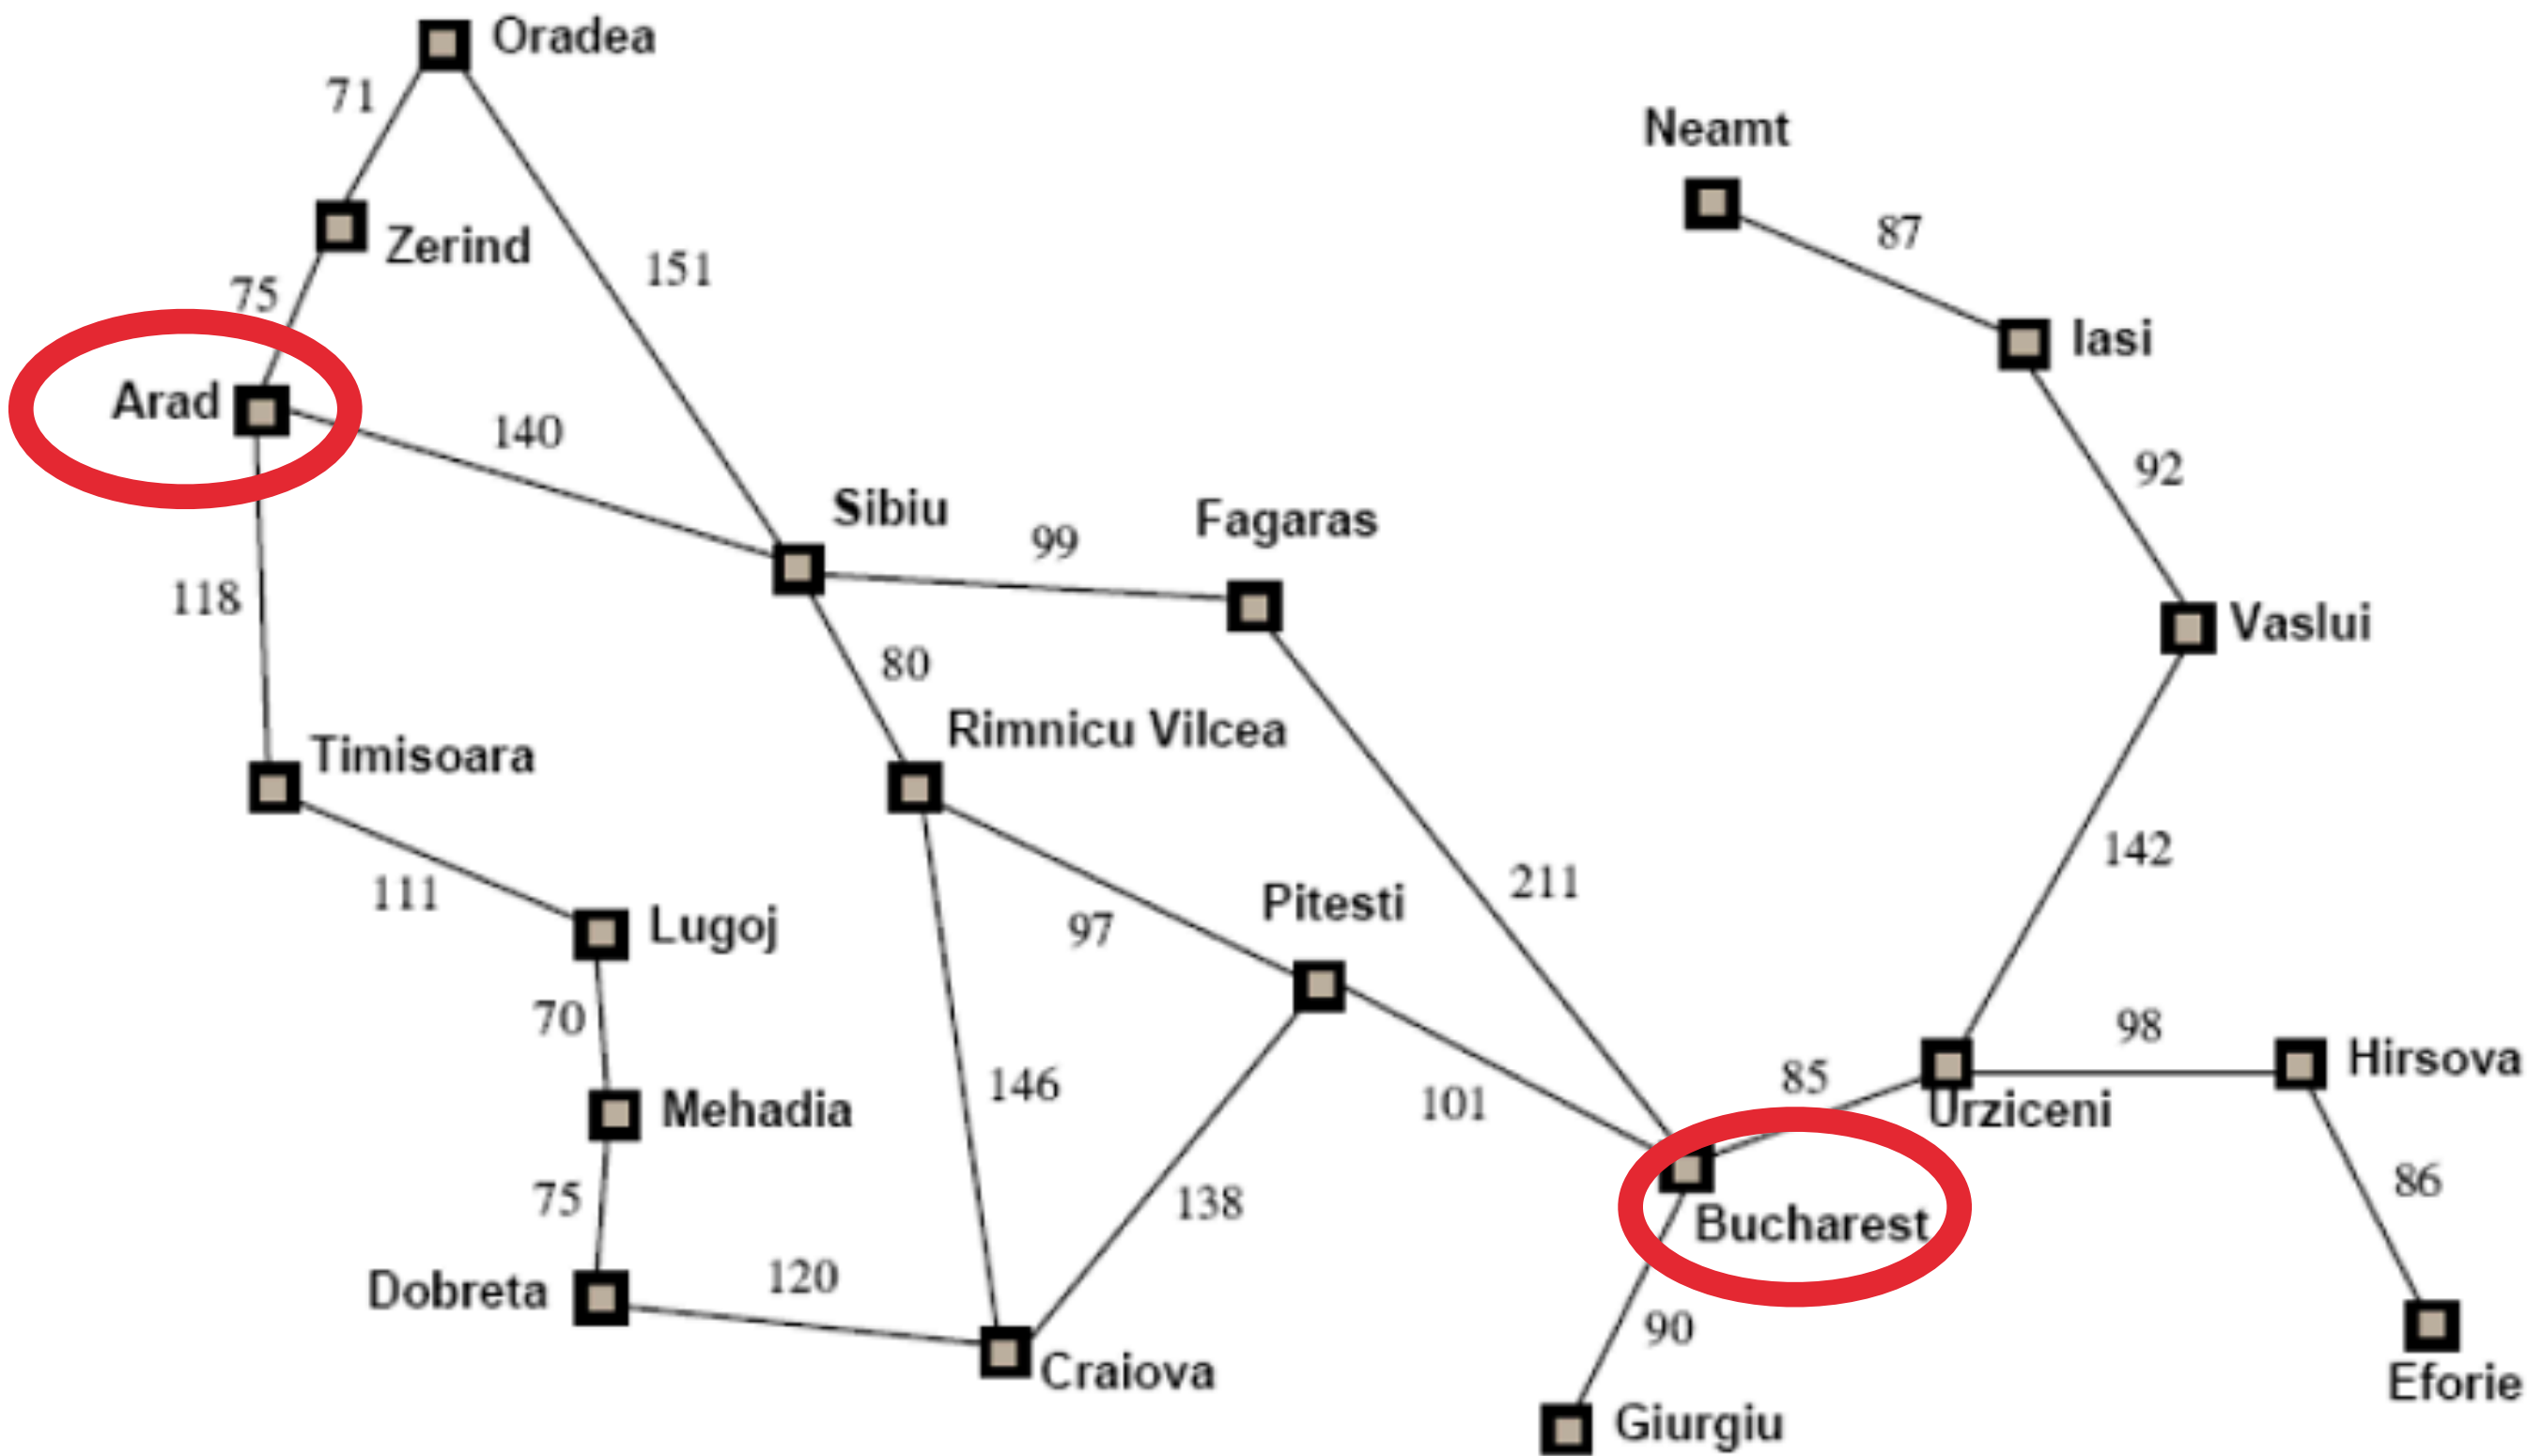 Oradea
71
Neamt
87
Zerind
151
75
Iasi
Arad
140
92
Sibiu
99
Fagaras
118
Vaslui
80
Rimnicu Vilcea
Timisoara
142
211
111
Pitesti
Lugoj
97
70
98
Hirsova
85
146
101
Mehadia
Urziceni
86
75
138
Bucharest
Dobreta
120
90
Craiova
Eforie
Giurgiu